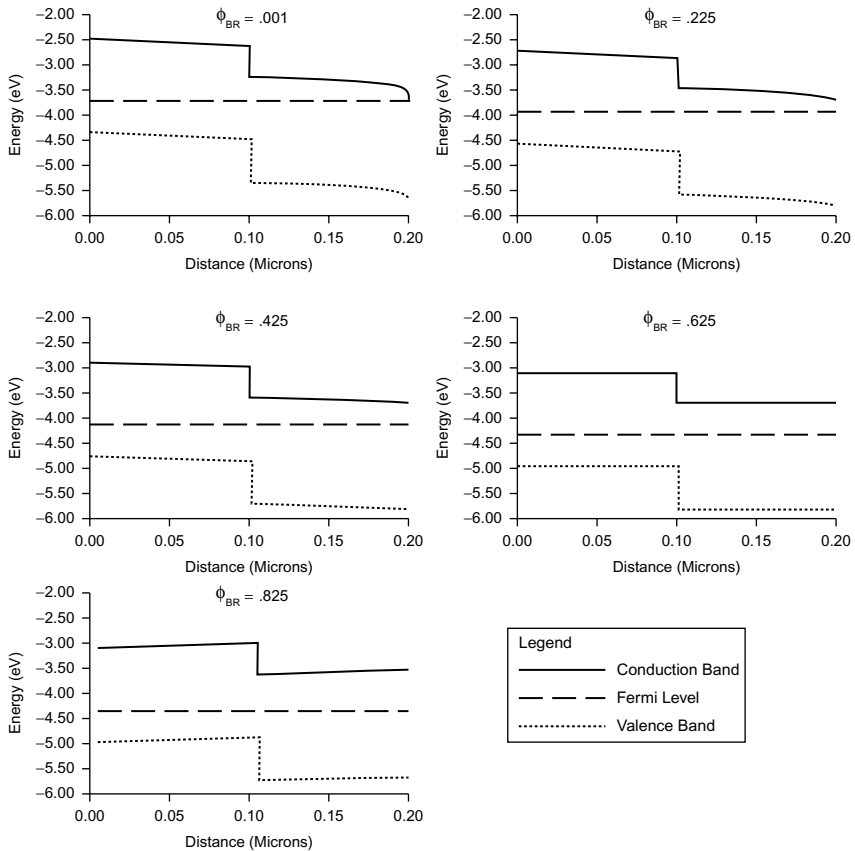 ϕBR = .001
−2.00
−2.50
−3.00
−3.50
−4.00
−4.50
−5.00
−5.50
−6.00
Energy (eV)
0.00 0.05 0.10 0.15 0.20
Distance (Microns)
ϕBR = .225
−2.00
−2.50
−3.00
−3.50
−4.00
−4.50
−5.00
−5.50
−6.00
Energy (eV)
0.00 0.05 0.10 0.15 0.20
Distance (Microns)
ϕBR = .425
−2.00
−2.50
−3.00
−3.50
−4.00
−4.50
−5.00
−5.50
−6.00
Energy (eV)
0.00 0.05 0.10 0.15 0.20
Distance (Microns)
ϕBR = .625
−2.00
−2.50
−3.00
−3.50
−4.00
−4.50
−5.00
−5.50
−6.00
Energy (eV)
0.00 0.05 0.10 0.15 0.20
Distance (Microns)
ϕBR = .825
−2.00
−2.50
−3.00
−3.50
−4.00
−4.50
−5.00
−5.50
−6.00
Energy (eV)
0.00 0.05 0.10 0.15 0.20
Distance (Microns)
Legend
Conduction Band
Fermi Level
Valence Band